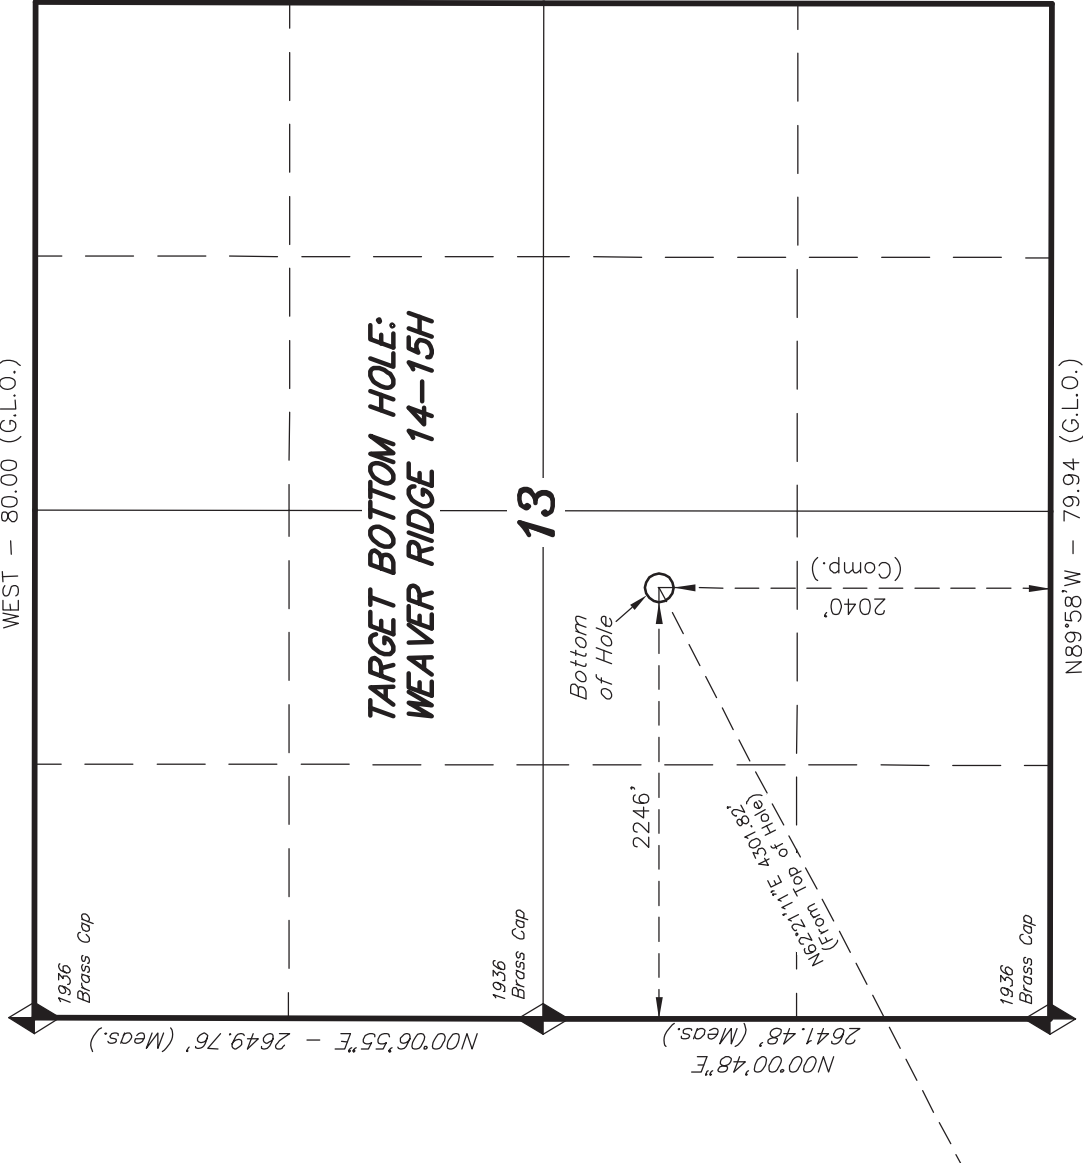 WEST – 80.00 (G.L.O.)
TARGET BOTTOM HOLE:
WEAVER RIDGE 14–15H
13
Bottom
of Hole
2040'
(Comp.)
2246'
N62°21'11"E 4301.82'
(From Top of Hole)
1936
Brass Cap
1936
Brass Cap
1936
Brass Cap
N00°06'55"E – 2649.76' (Meas.)
N00°00'48"E
2641.48' (Meas.)
N89°58'W – 79.94 (G.L.O.)